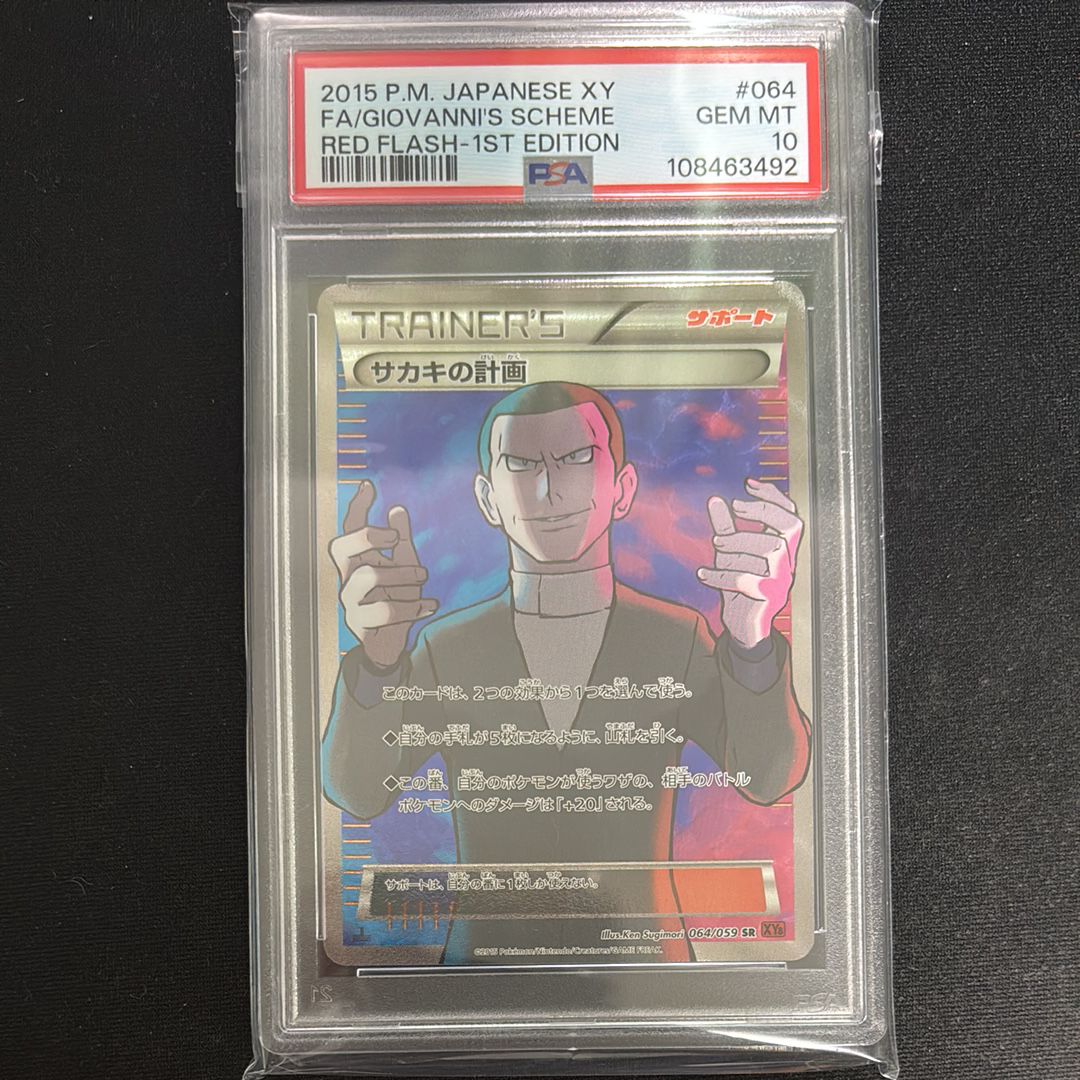 2015 P.M. JAPANESE XY #064
FA/GIOVANNI'S SCHEME GEM MT
RED FLASH-1ST EDITION 10
PSA 108463492
TRAINER'S サポート
サカキの計画
このカードは、2つの効果から1つを選んで使う。
◇自分の手札が5枚になるように、山札を引く。
◇この番、自分のポケモンが使うワザの、相手のバトル
ポケモンへのダメージは「+20」される。
サポートは、自分の番に1枚しか使えない。
Illus.Ken Sugimori 064/059 SR XY8
©2015 Pokémon/Nintendo/Creatures/GAME FREAK.
PSA